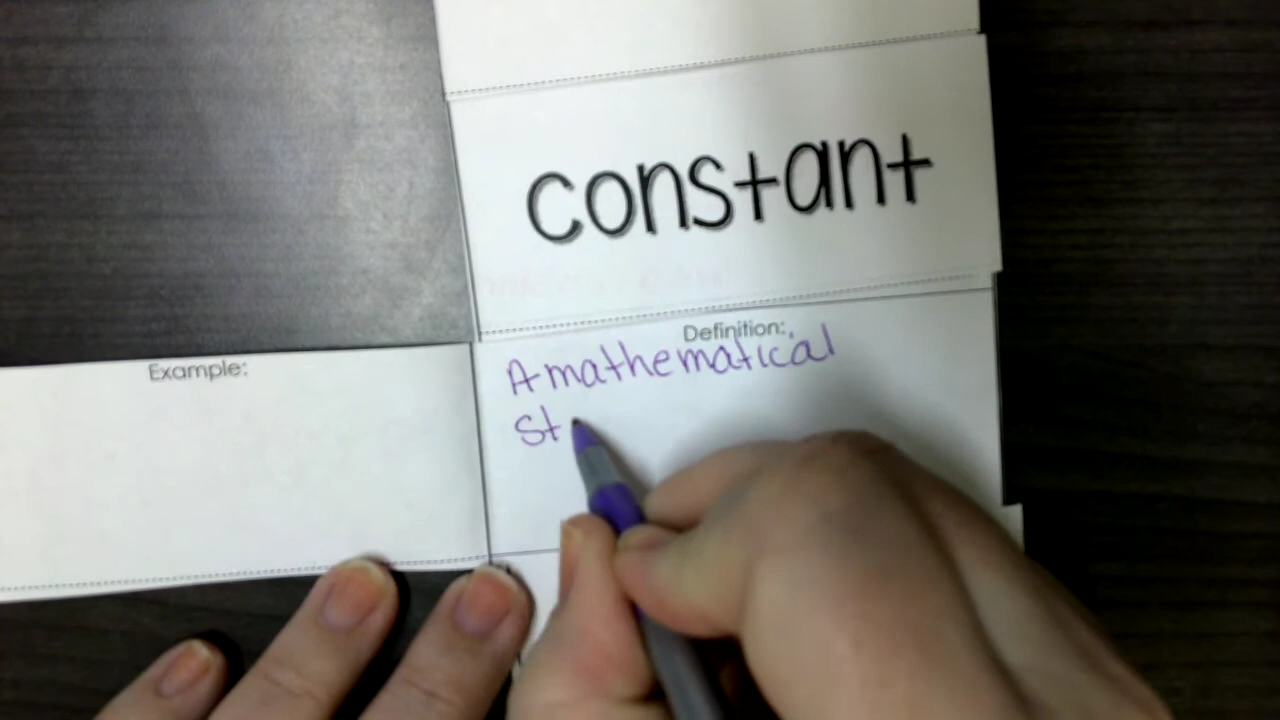 constant
Definition:
A mathematical
St
Example: